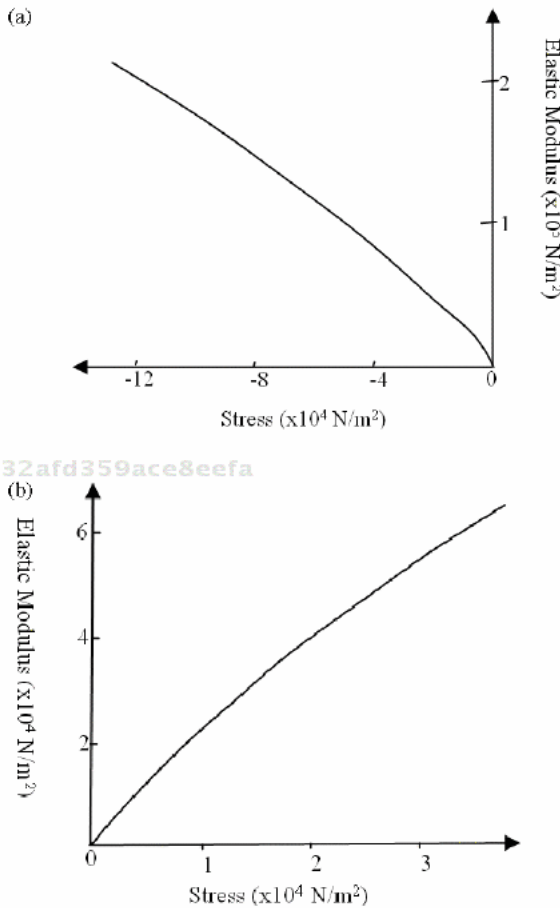 (a)
2
1
Elastic Modulus (x10⁵ N/m²)
-12 -8 -4 0
Stress (x10⁴ N/m²)
32afd359ace8eefa
(b)
6
4
2
Elastic Modulus (x10⁴ N/m²)
0 1 2 3
Stress (x10⁴ N/m²)